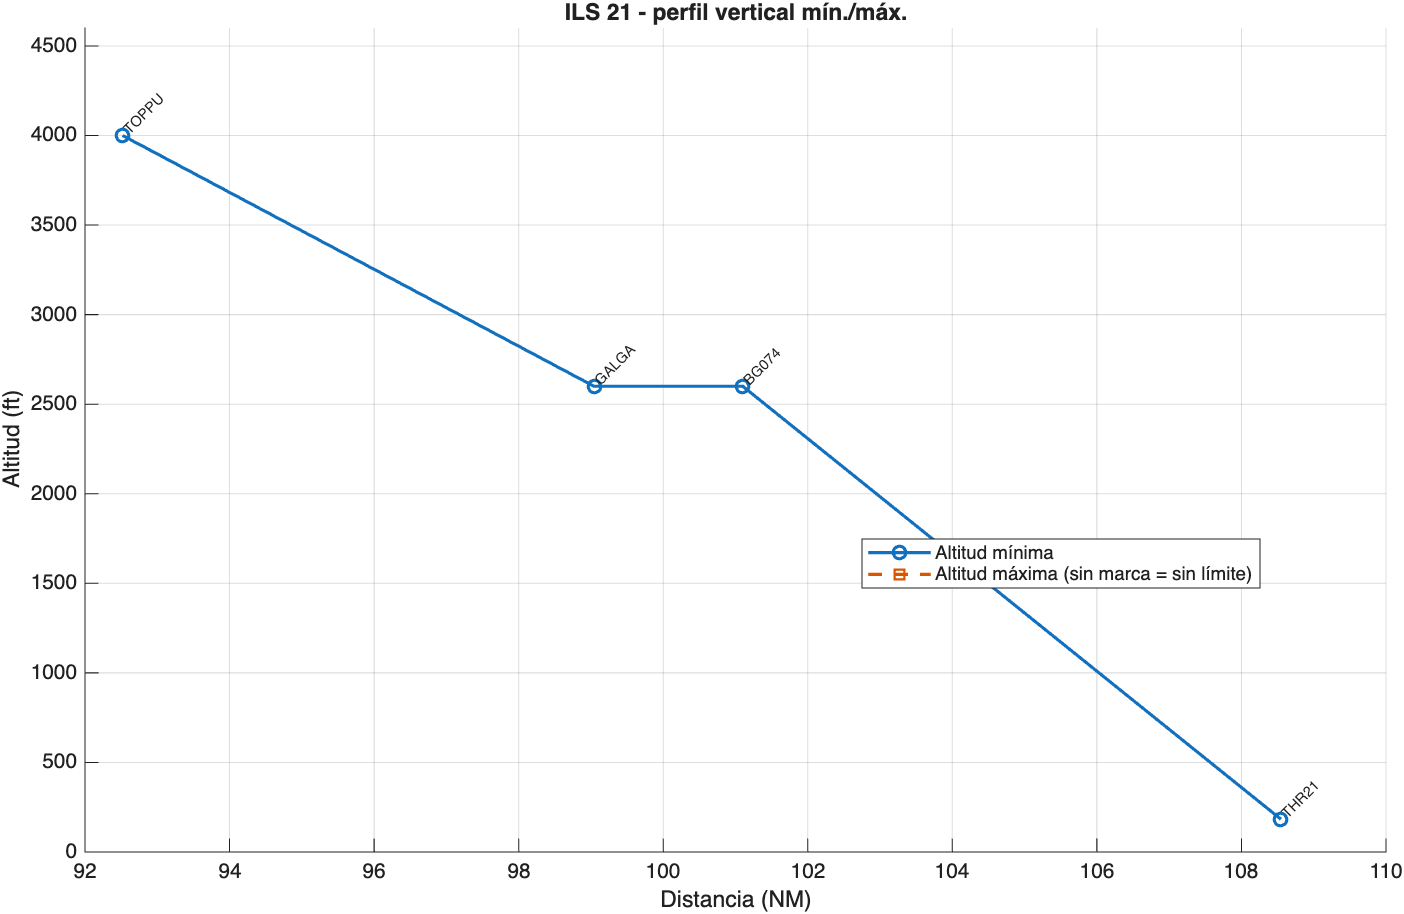 ILS 21 - perfil vertical mín./máx.
4500
4000
3500
3000
2500
2000
1500
1000
500
0
Altitud (ft)
TOPPU
GALGA
BG074
THR21
Altitud mínima
Altitud máxima (sin marca = sin límite)
92 94 96 98 100 102 104 106 108 110
Distancia (NM)